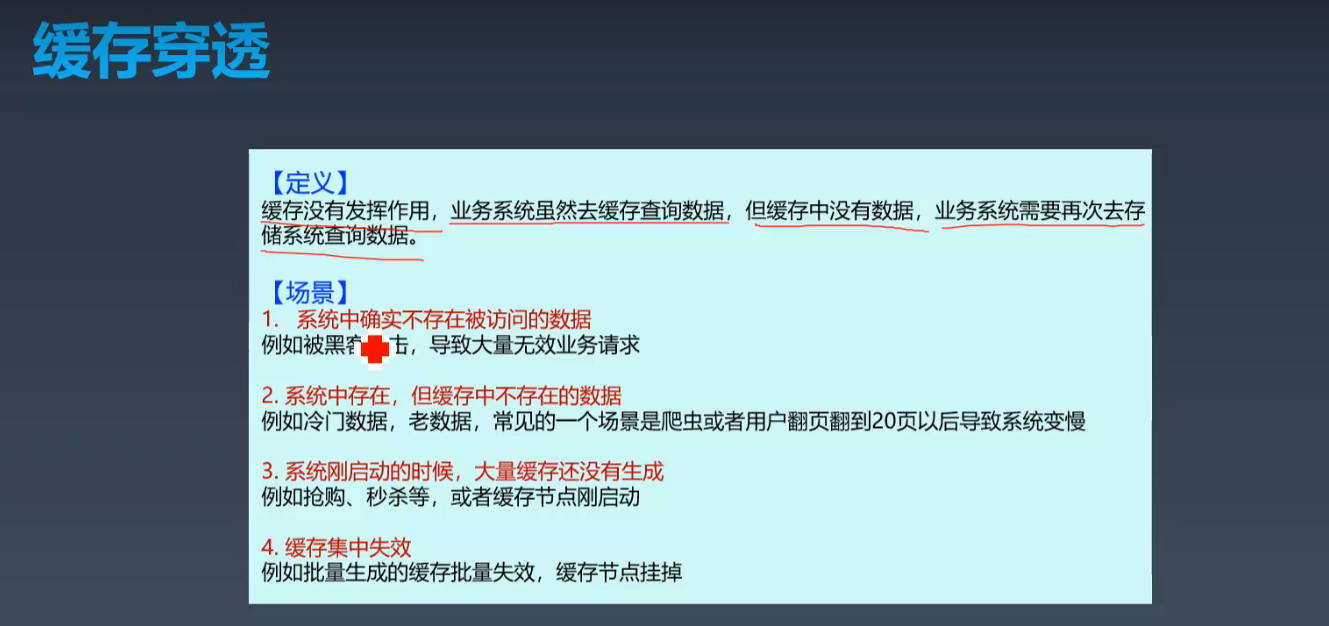 缓存穿透
【定义】
缓存没有发挥作用，业务系统虽然去缓存查询数据，但缓存中没有数据，业务系统需要再次去存
储系统查询数据。
【场景】
1. 系统中确实不存在被访问的数据
例如被黑客击，导致大量无效业务请求
2. 系统中存在，但缓存中不存在的数据
例如冷门数据，老数据，常见的一个场景是爬虫或者用户翻页翻到20页以后导致系统变慢
3. 系统刚启动的时候，大量缓存还没有生成
例如抢购、秒杀等，或者缓存节点刚启动
4. 缓存集中失效
例如批量生成的缓存批量失效，缓存节点挂掉